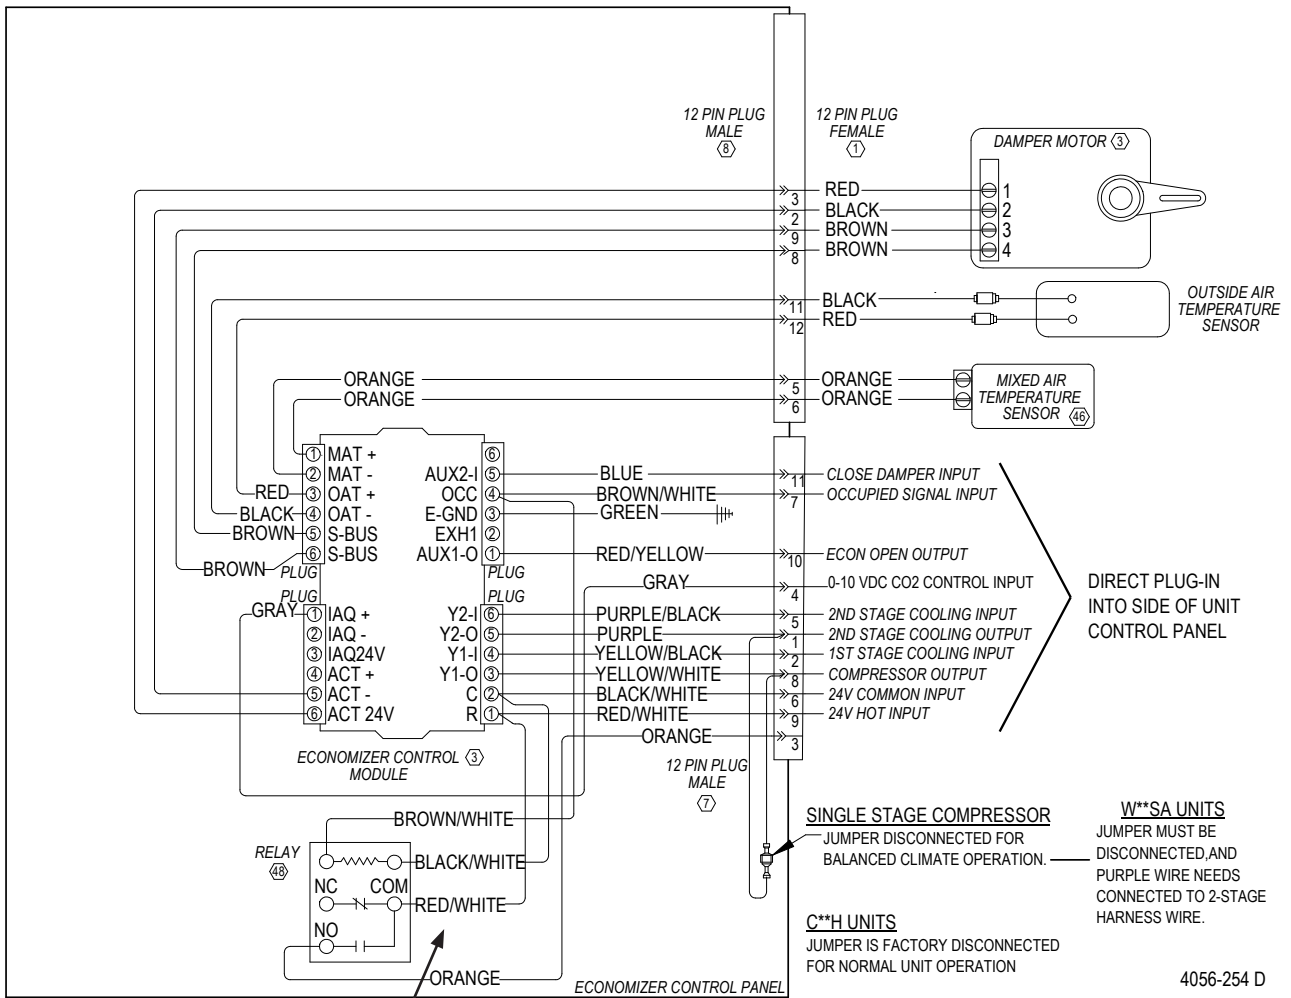 12 PIN PLUG
MALE
8
12 PIN PLUG
FEMALE
1
DAMPER MOTOR 3
3 RED 1
2 BLACK 2
9 BROWN 3
8 BROWN 4
11 BLACK
12 RED
OUTSIDE AIR
TEMPERATURE
SENSOR
ORANGE 5 ORANGE
ORANGE 6 ORANGE
MIXED AIR
TEMPERATURE
SENSOR 46
1 MAT +
2 MAT -
RED 3 OAT +
BLACK 4 OAT -
BROWN 5 S-BUS
BROWN 6 S-BUS
PLUG
6
AUX2-I 5 BLUE 11 CLOSE DAMPER INPUT
OCC 4 BROWN/WHITE 7 OCCUPIED SIGNAL INPUT
E-GND 3 GREEN
EXH1 2
AUX1-O 1 RED/YELLOW 10 ECON OPEN OUTPUT
PLUG
GRAY 4 0-10 VDC CO2 CONTROL INPUT
PLUG
GRAY 1 IAQ +
2 IAQ -
3 IAQ24V
4 ACT +
5 ACT -
6 ACT 24V
PLUG
Y2-I 6 PURPLE/BLACK 5 2ND STAGE COOLING INPUT
Y2-O 5 PURPLE 1 2ND STAGE COOLING OUTPUT
Y1-I 4 YELLOW/BLACK 2 1ST STAGE COOLING INPUT
Y1-O 3 YELLOW/WHITE 8 COMPRESSOR OUTPUT
C 2 BLACK/WHITE 6 24V COMMON INPUT
R 1 RED/WHITE 9 24V HOT INPUT
ORANGE 3
DIRECT PLUG-IN
INTO SIDE OF UNIT
CONTROL PANEL
ECONOMIZER CONTROL 3
MODULE
12 PIN PLUG
MALE
7
BROWN/WHITE
RELAY
48
BLACK/WHITE
NC COM
RED/WHITE
NO
ORANGE
ECONOMIZER CONTROL PANEL
SINGLE STAGE COMPRESSOR
JUMPER DISCONNECTED FOR
BALANCED CLIMATE OPERATION.
W**SA UNITS
JUMPER MUST BE
DISCONNECTED,AND
PURPLE WIRE NEEDS
CONNECTED TO 2-STAGE
HARNESS WIRE.
C**H UNITS
JUMPER IS FACTORY DISCONNECTED
FOR NORMAL UNIT OPERATION
4056-254 D